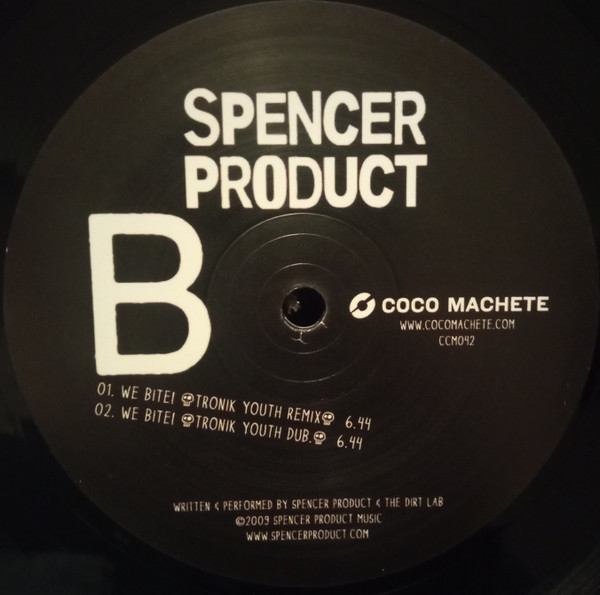 SPENCER
PRODUCT
B
COCO MACHETE
WWW.COCOMACHETE.COM
CCM042
01. WE BITE! TRONIK YOUTH REMIX 6.44
02. WE BITE! TRONIK YOUTH DUB. 6.44
WRITTEN & PERFORMED BY SPENCER PRODUCT & THE DIRT LAB
©2009 SPENCER PRODUCT MUSIC
WWW.SPENCERPRODUCT.COM